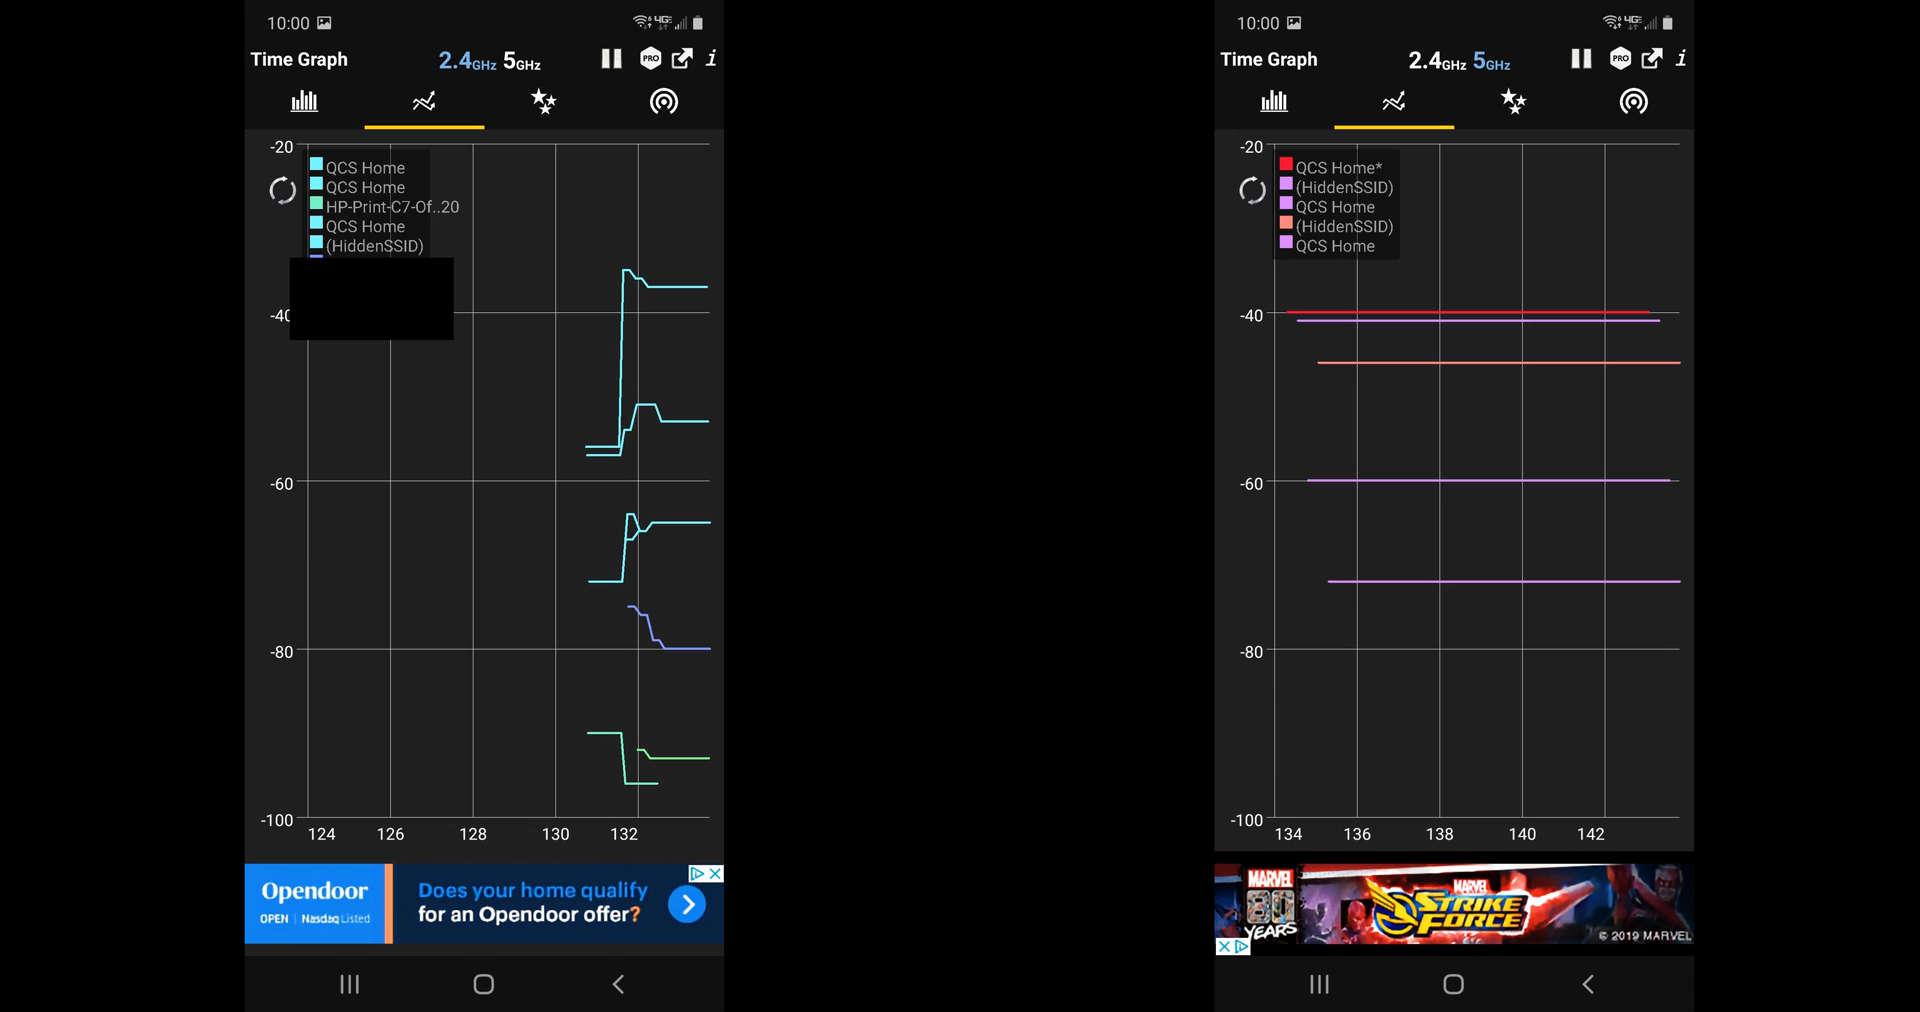 10:00
Time Graph 2.4GHz 5GHz PRO i
-20
QCS Home
QCS Home
HP-Print-C7-Of..20
QCS Home
(HiddenSSID)
-40
-60
-80
-100
124 126 128 130 132
Opendoor
OPEN | Nasdaq Listed
Does your home qualify
for an Opendoor offer?
10:00
Time Graph 2.4GHz 5GHz PRO i
-20
QCS Home*
(HiddenSSID)
QCS Home
(HiddenSSID)
QCS Home
-40
-60
-80
-100
134 136 138 140 142
MARVEL
80
YEARS
MARVEL
STRIKE
FORCE
© 2019 MARVEL